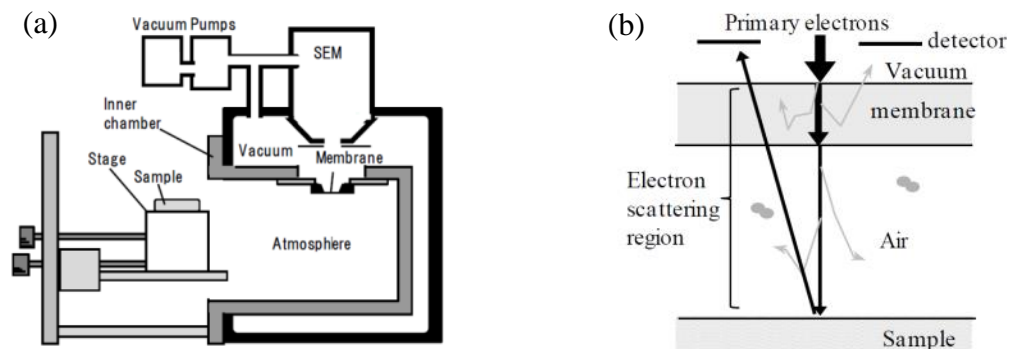 (a)
Vacuum Pumps
SEM
Inner
chamber
Vacuum
Membrane
Stage
Sample
Atmosphere
(b)
Primary electrons
detector
Vacuum
membrane
Electron
scattering
region
Air
Sample